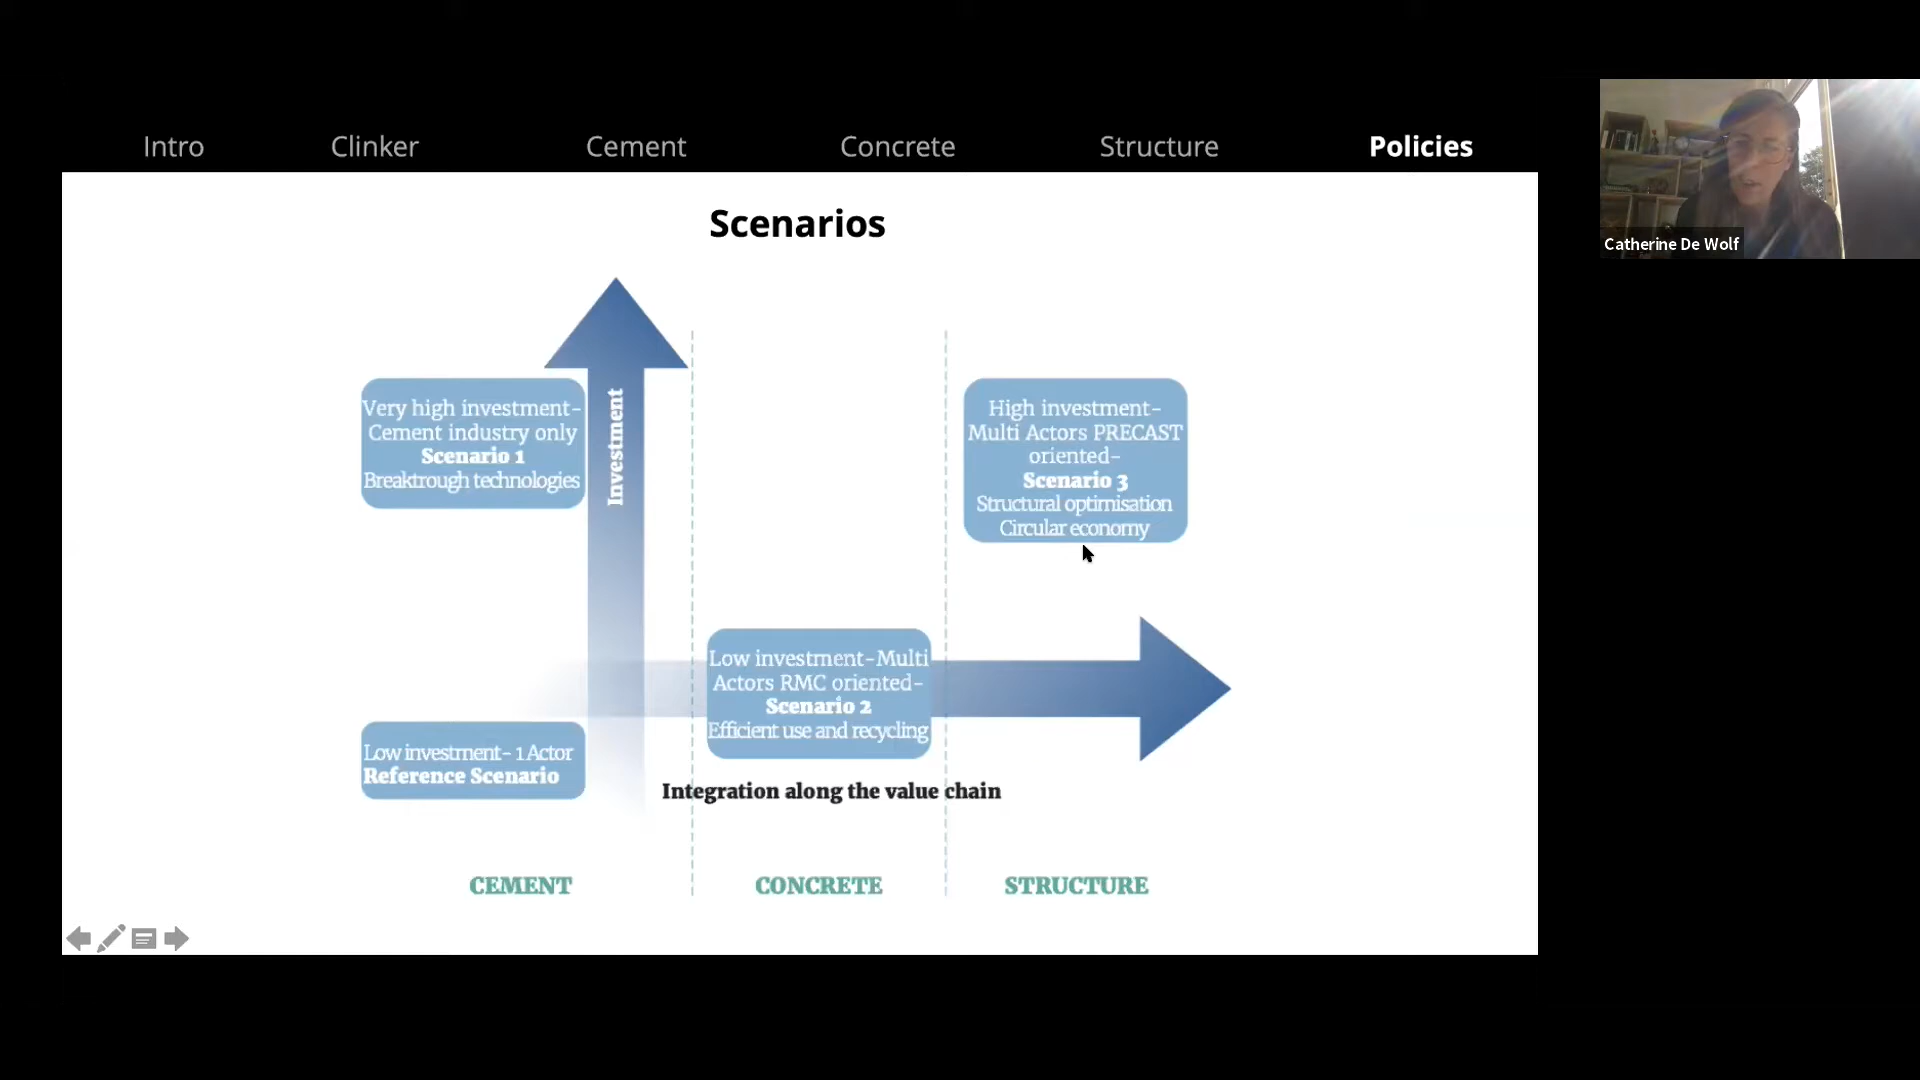 Intro Clinker Cement Concrete Structure Policies
Catherine De Wolf
Scenarios
Very high investment-
Cement industry only
Scenario 1
Breaktrough technologies
Investment
High investment-
Multi Actors PRECAST
oriented-
Scenario 3
Structural optimisation
Circular economy
Low investment-Multi
Actors RMC oriented-
Scenario 2
Efficient use and recycling
Low investment- 1 Actor
Reference Scenario
Integration along the value chain
CEMENT CONCRETE STRUCTURE